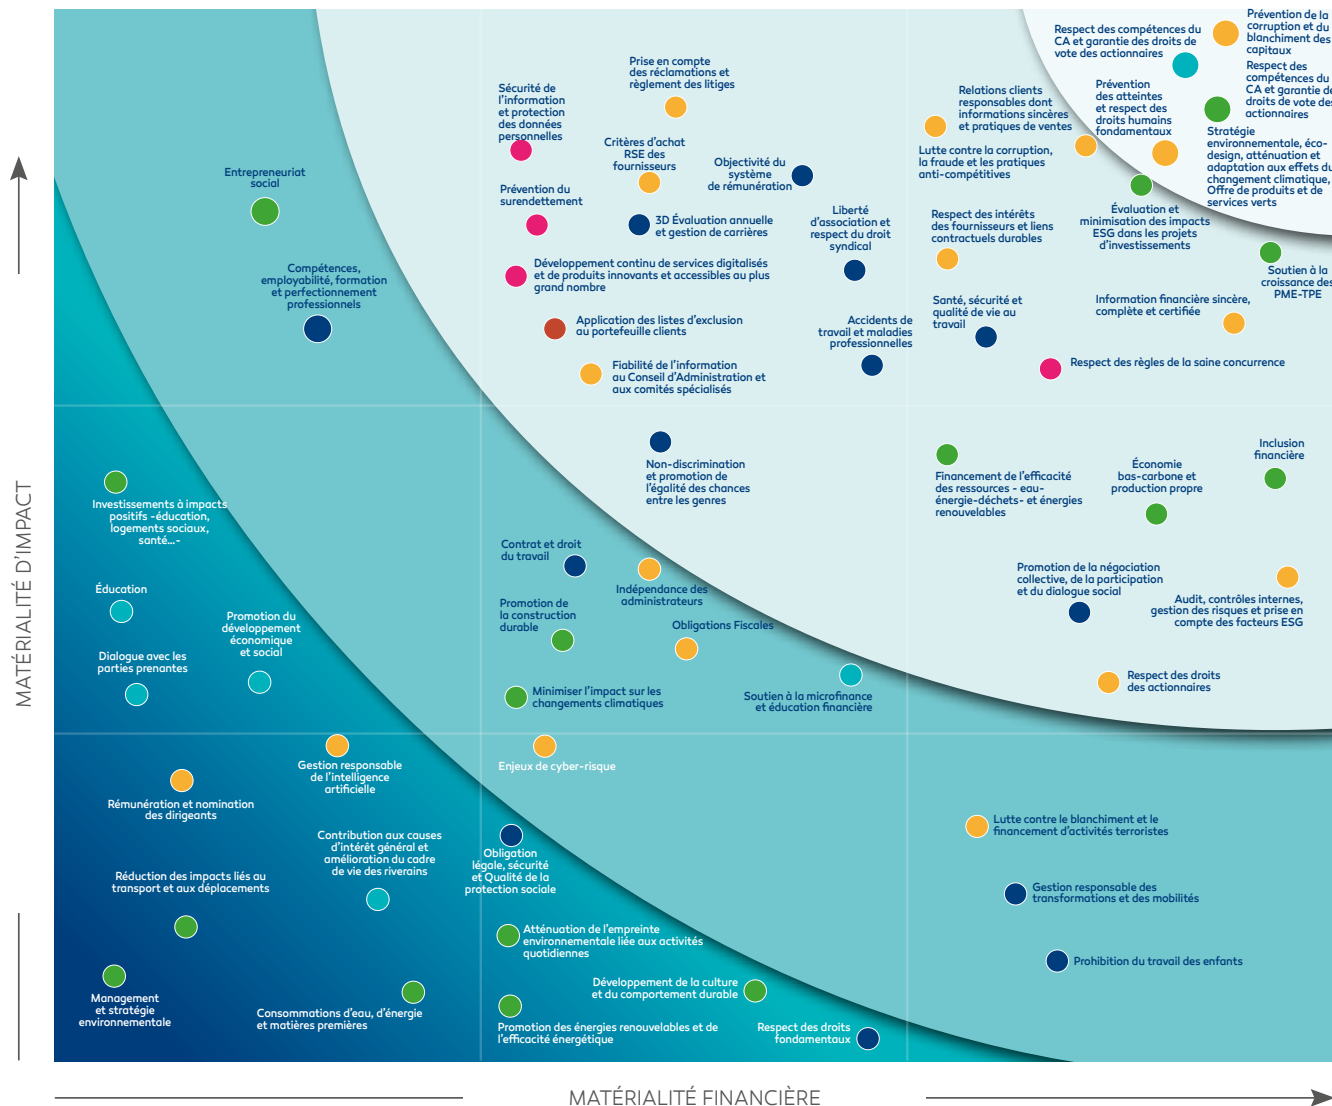 Respect des compétences du
CA et garantie des droits de
vote des actionnaires
Prévention de la
corruption et du
blanchiment des
capitaux
Respect des
compétences du
CA et garantie de
droits de vote des
actionnaires
Prévention
des atteintes
et respect des
droits humains
fondamentaux
Stratégie
environnementale, éco-
design, atténuation et
adaptation aux effets du
changement climatique,
Offre de produits et de
services verts
Prise en compte
des réclamations et
règlement des litiges
Sécurité de
l'information
et protection
des données
personnelles
Relations clients
responsables dont
informations sincères
et pratiques de ventes
Critères d'achat
RSE des
fournisseurs
Objectivité du
système
de rémunération
Lutte contre la corruption,
la fraude et les pratiques
anti-compétitives
Entrepreneuriat
social
Prévention du
surendettement
3D Évaluation annuelle
et gestion de carrières
Liberté
d'association et
respect du droit
syndical
Respect des intérêts
des fournisseurs et liens
contractuels durables
Évaluation et
minimisation des impacts
ESG dans les projets
d'investissements
Compétences,
employabilité, formation
et perfectionnement
professionnels
Développement continu de services digitalisés
et de produits innovants et accessibles au plus
grand nombre
Soutien à la
croissance des
PME-TPE
Santé, sécurité et
qualité de vie au
travail
Information financière sincère,
complète et certifiée
Application des listes d'exclusion
au portefeuille clients
Accidents de
travail et maladies
professionnelles
Fiabilité de l'information
au Conseil d'Administration et
aux comités spécialisés
Respect des règles de la saine concurrence
MATÉRIALITÉ D'IMPACT
Non-discrimination
et promotion de
l'égalité des chances
entre les genres
Financement de l'efficacité
des ressources - eau-
énergie-déchets- et énergies
renouvelables
Économie
bas-carbone et
production propre
Inclusion
financière
Investissements à impacts
positifs -éducation,
logements sociaux,
santé...-
Contrat et droit
du travail
Indépendance des
administrateurs
Promotion de la négociation
collective, de la participation
et du dialogue social
Audit, contrôles internes,
gestion des risques et prise en
compte des facteurs ESG
Éducation
Promotion du
développement
économique
et social
Promotion de
la construction
durable
Obligations Fiscales
Dialogue avec les
parties prenantes
Minimiser l'impact sur les
changements climatiques
Soutien à la microfinance
et éducation financière
Respect des droits
des actionnaires
Gestion responsable
de l'intelligence
artificielle
Enjeux de cyber-risque
Rémunération et nomination
des dirigeants
Lutte contre le blanchiment et le
financement d'activités terroristes
Contribution aux causes
d'intérêt général et
amélioration du cadre
de vie des riverains
Obligation
légale, sécurité
et Qualité de la
protection sociale
Réduction des impacts liés au
transport et aux déplacements
Gestion responsable des
transformations et des mobilités
Atténuation de l'empreinte
environnementale liée aux activités
quotidiennes
Prohibition du travail des enfants
Management
et stratégie
environnementale
Consommations d'eau, d'énergie
et matières premières
Développement de la culture
et du comportement durable
Promotion des énergies renouvelables et de
l'efficacité énergétique
Respect des droits
fondamentaux
MATÉRIALITÉ FINANCIÈRE